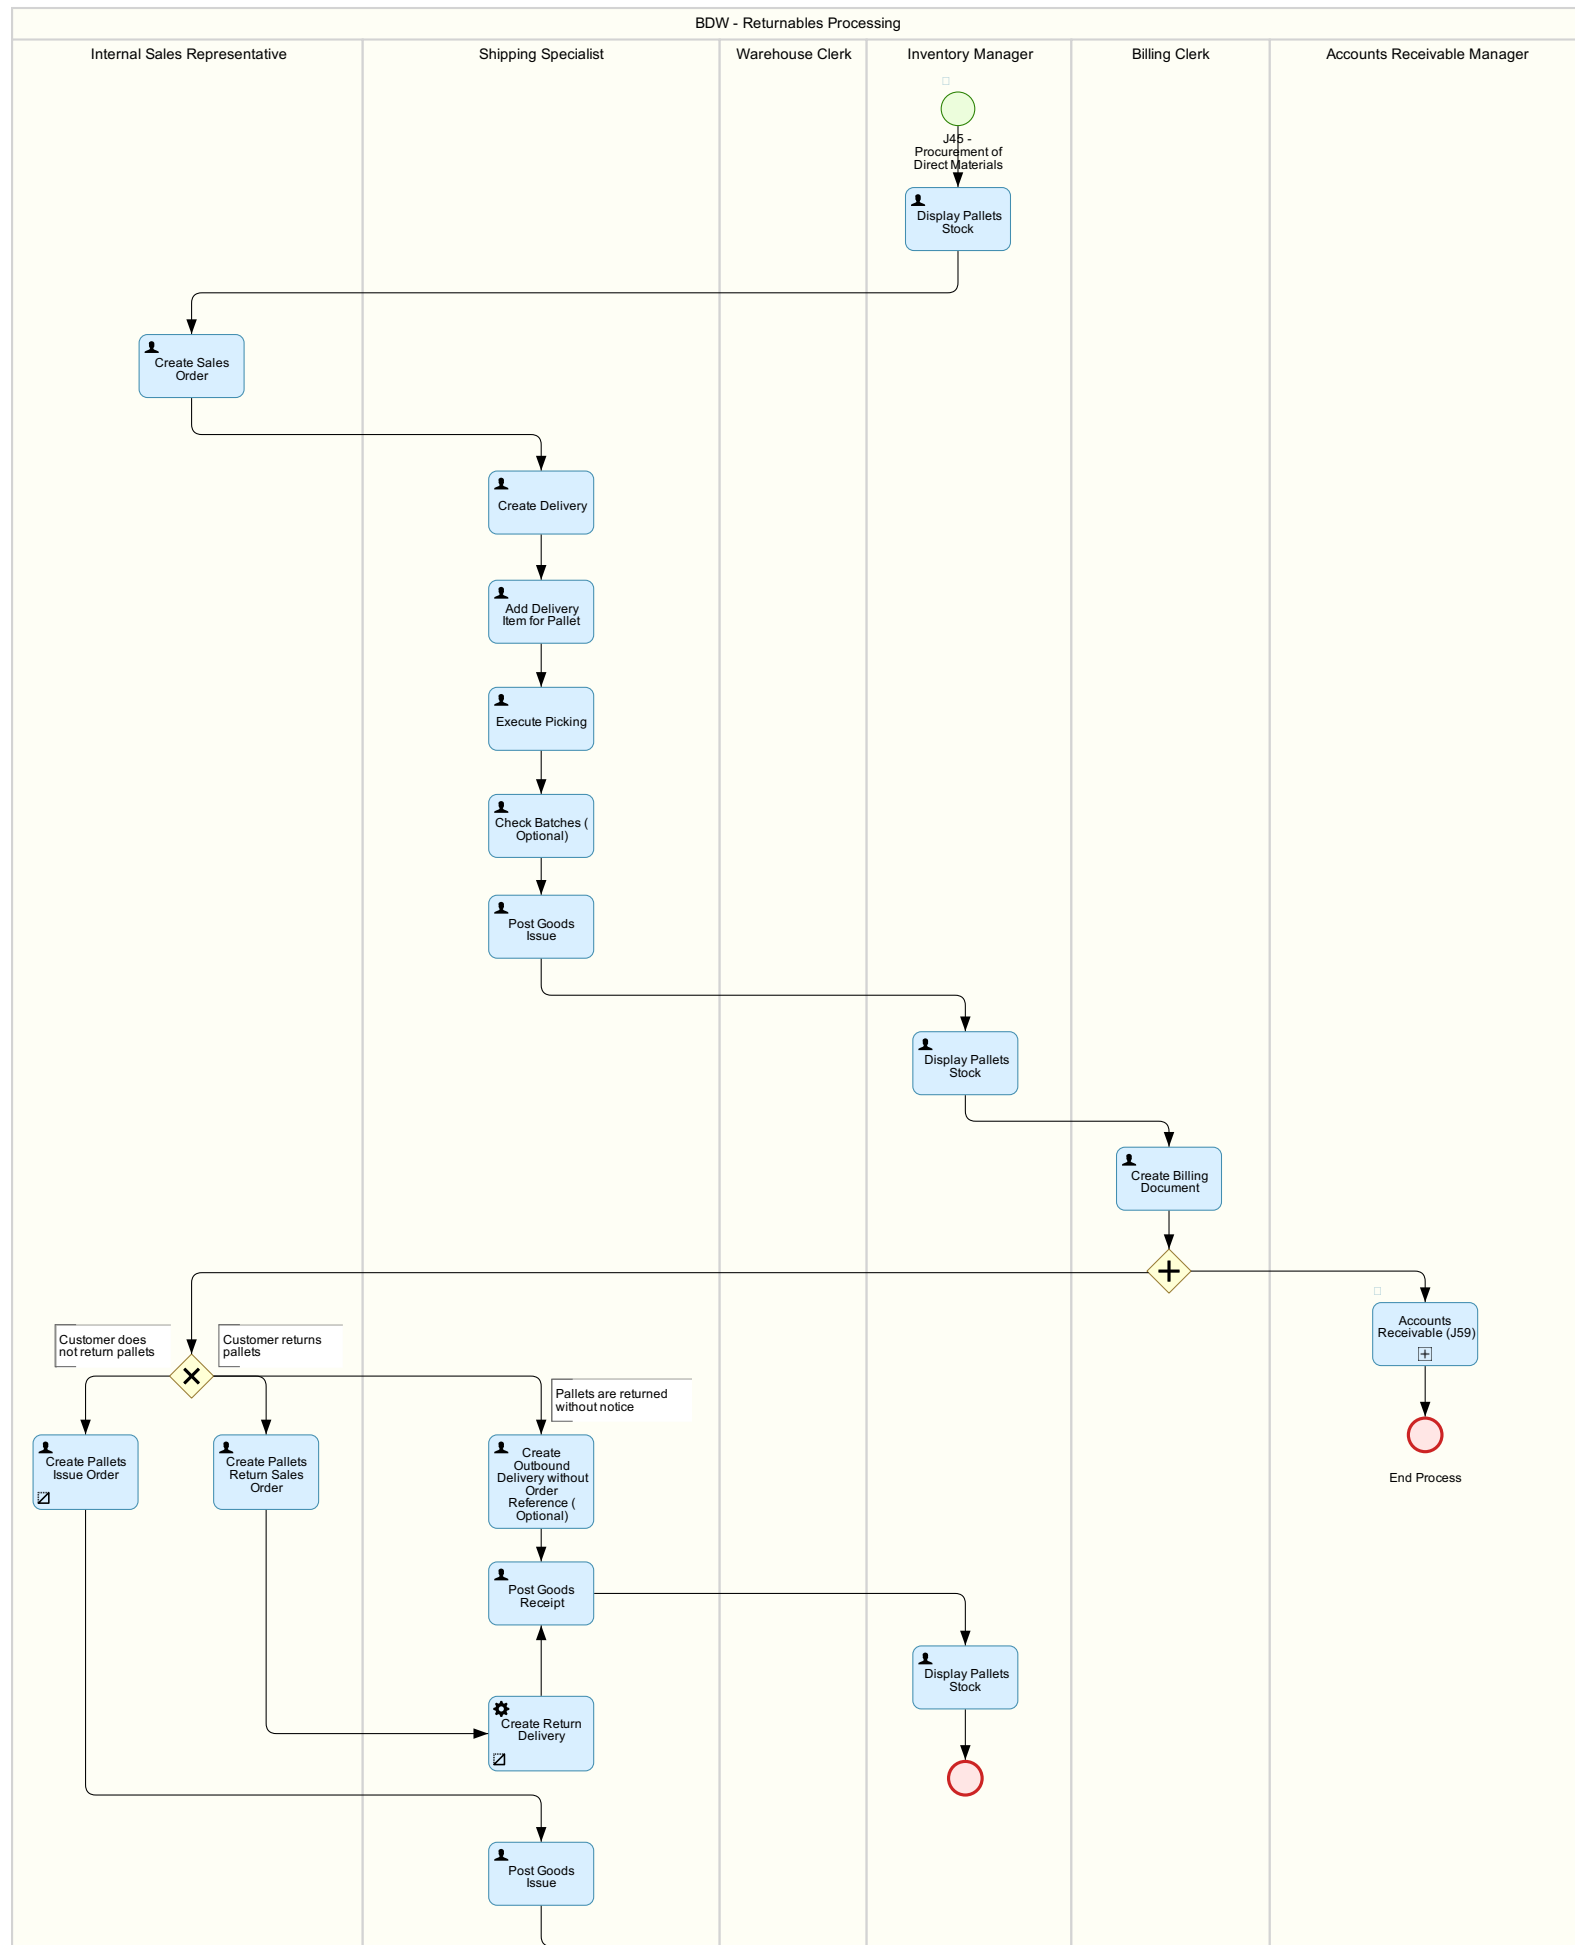 BDW - Returnables Processing
Internal Sales Representative
Shipping Specialist
Warehouse Clerk
Inventory Manager
Billing Clerk
Accounts Receivable Manager
J45 -
Procurement of
Direct Materials
Display Pallets
Stock
Create Sales
Order
Create Delivery
Add Delivery
Item for Pallet
Execute Picking
Check Batches (
Optional)
Post Goods
Issue
Display Pallets
Stock
Create Billing
Document
Customer does
not return pallets
Customer returns
pallets
Accounts
Receivable (J59)
Pallets are returned
without notice
Create Pallets
Issue Order
Create Pallets
Return Sales
Order
Create
Outbound
Delivery without
Order
Reference (
Optional)
End Process
Post Goods
Receipt
Display Pallets
Stock
Create Return
Delivery
Post Goods
Issue